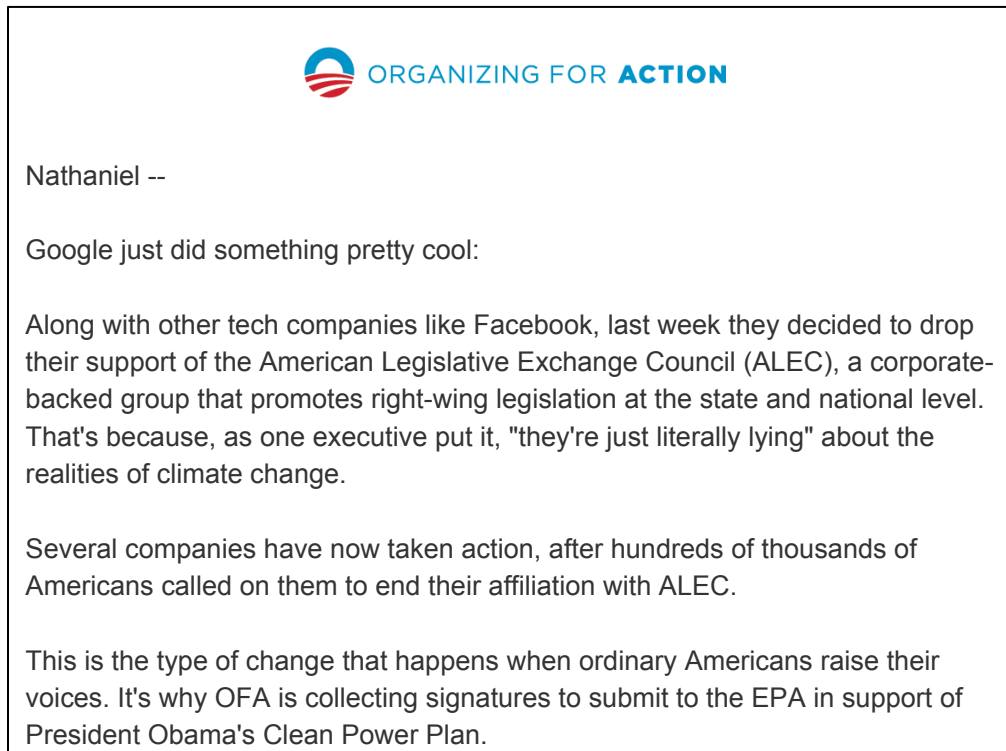 ORGANIZING FOR ACTION
Nathaniel --
Google just did something pretty cool:
Along with other tech companies like Facebook, last week they decided to drop
their support of the American Legislative Exchange Council (ALEC), a corporate-
backed group that promotes right-wing legislation at the state and national level.
That's because, as one executive put it, "they're just literally lying" about the
realities of climate change.
Several companies have now taken action, after hundreds of thousands of
Americans called on them to end their affiliation with ALEC.
This is the type of change that happens when ordinary Americans raise their
voices. It's why OFA is collecting signatures to submit to the EPA in support of
President Obama's Clean Power Plan.